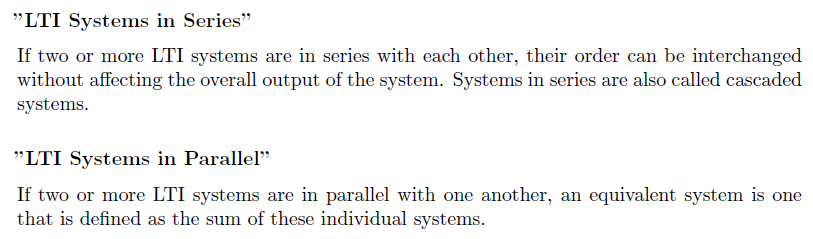 ”LTI Systems in Series”
If two or more LTI systems are in series with each other, their order can be interchanged
without affecting the overall output of the system. Systems in series are also called cascaded
systems.
”LTI Systems in Parallel”
If two or more LTI systems are in parallel with one another, an equivalent system is one
that is defined as the sum of these individual systems.